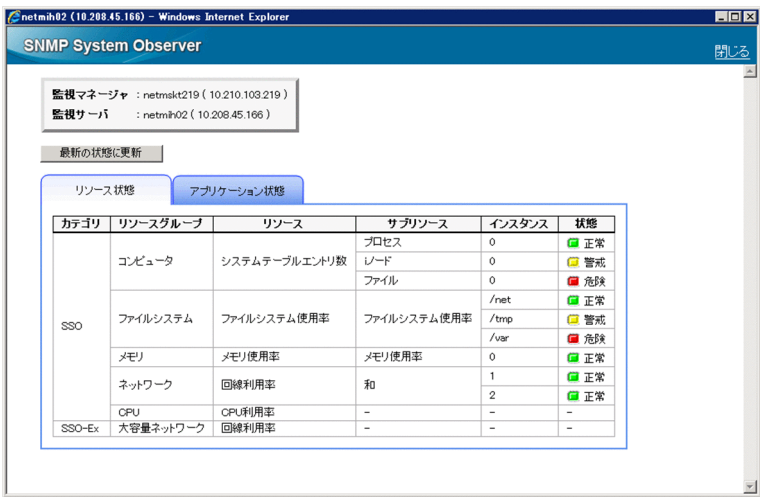 netmih02 (10.208.45.166) - Windows Internet Explorer
SNMP System Observer
閉じる
監視マネージャ : netmskt219 ( 10.210.103.219 )
監視サーバ : netmih02 ( 10.208.45.166 )
最新の状態に更新
リソース状態 アプリケーション状態
カテゴリ リソースグループ リソース サブリソース インスタンス 状態
SSO コンピュータ システムテーブルエントリ数 プロセス 0 正常
iノード 0 警戒
ファイル 0 危険
ファイルシステム ファイルシステム使用率 ファイルシステム使用率 /net 正常
/tmp 警戒
/var 危険
メモリ メモリ使用率 メモリ使用率 0 正常
ネットワーク 回線利用率 和 1 正常
2 正常
CPU CPU利用率 - - -
SSO-Ex 大容量ネットワーク 回線利用率 - - -